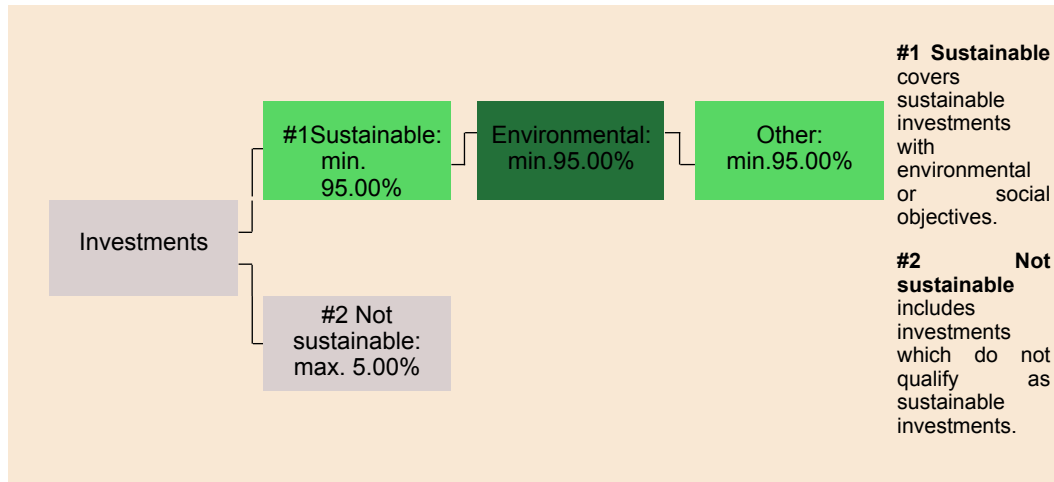 Investments
#1Sustainable:
min.
95.00%
Environmental:
min.95.00%
Other:
min.95.00%
#2 Not
sustainable:
max. 5.00%
#1 Sustainable
covers
sustainable
investments
with
environmental
or social
objectives.
#2 Not
sustainable
includes
investments
which do not
qualify as
sustainable
investments.